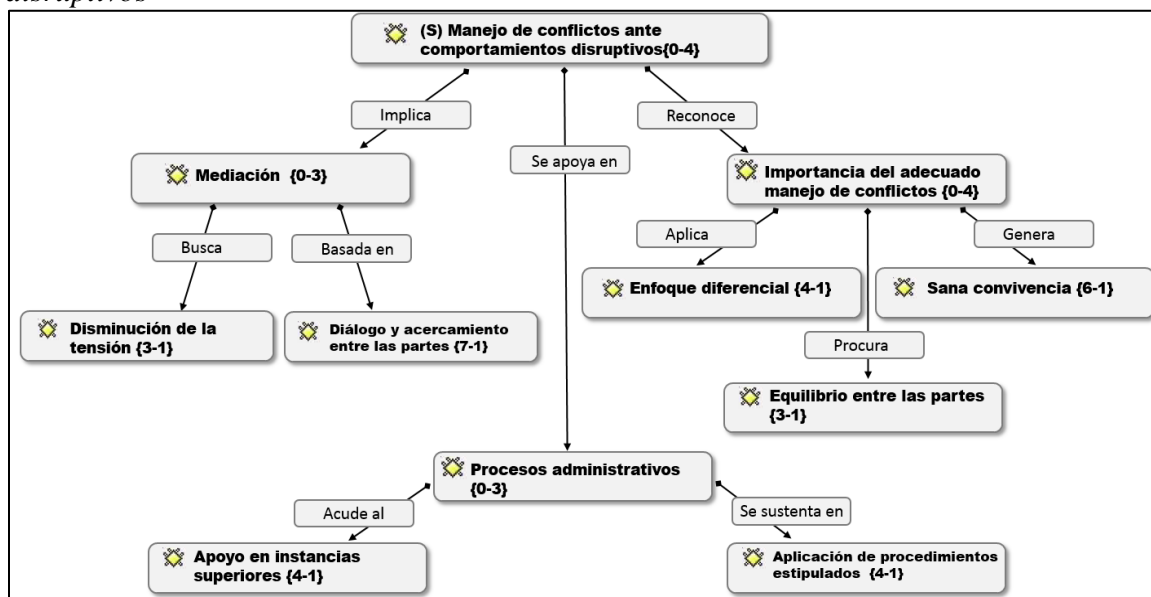 disruptivos
(S) Manejo de conflictos ante
comportamientos disruptivos{0-4}
Implica
Se apoya en
Reconoce
Mediación {0-3}
Importancia del adecuado
manejo de conflictos {0-4}
Busca
Basada en
Aplica
Genera
Disminución de la
tensión {3-1}
Diálogo y acercamiento
entre las partes {7-1}
Enfoque diferencial {4-1}
Sana convivencia {6-1}
Procura
Equilibrio entre las partes
{3-1}
Procesos administrativos
{0-3}
Acude al
Se sustenta en
Apoyo en instancias
superiores {4-1}
Aplicación de procedimientos
estipulados {4-1}